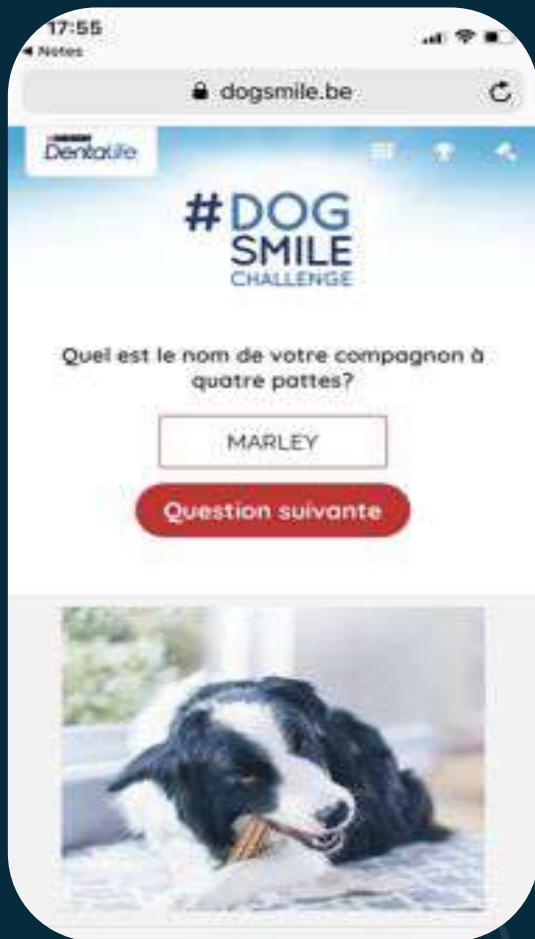 17:55
◀ Notes
dogsmile.be
PURINA
DentaLife
#DOG
SMILE
CHALLENGE
Quel est le nom de votre compagnon à
quatre pattes?
MARLEY
Question suivante